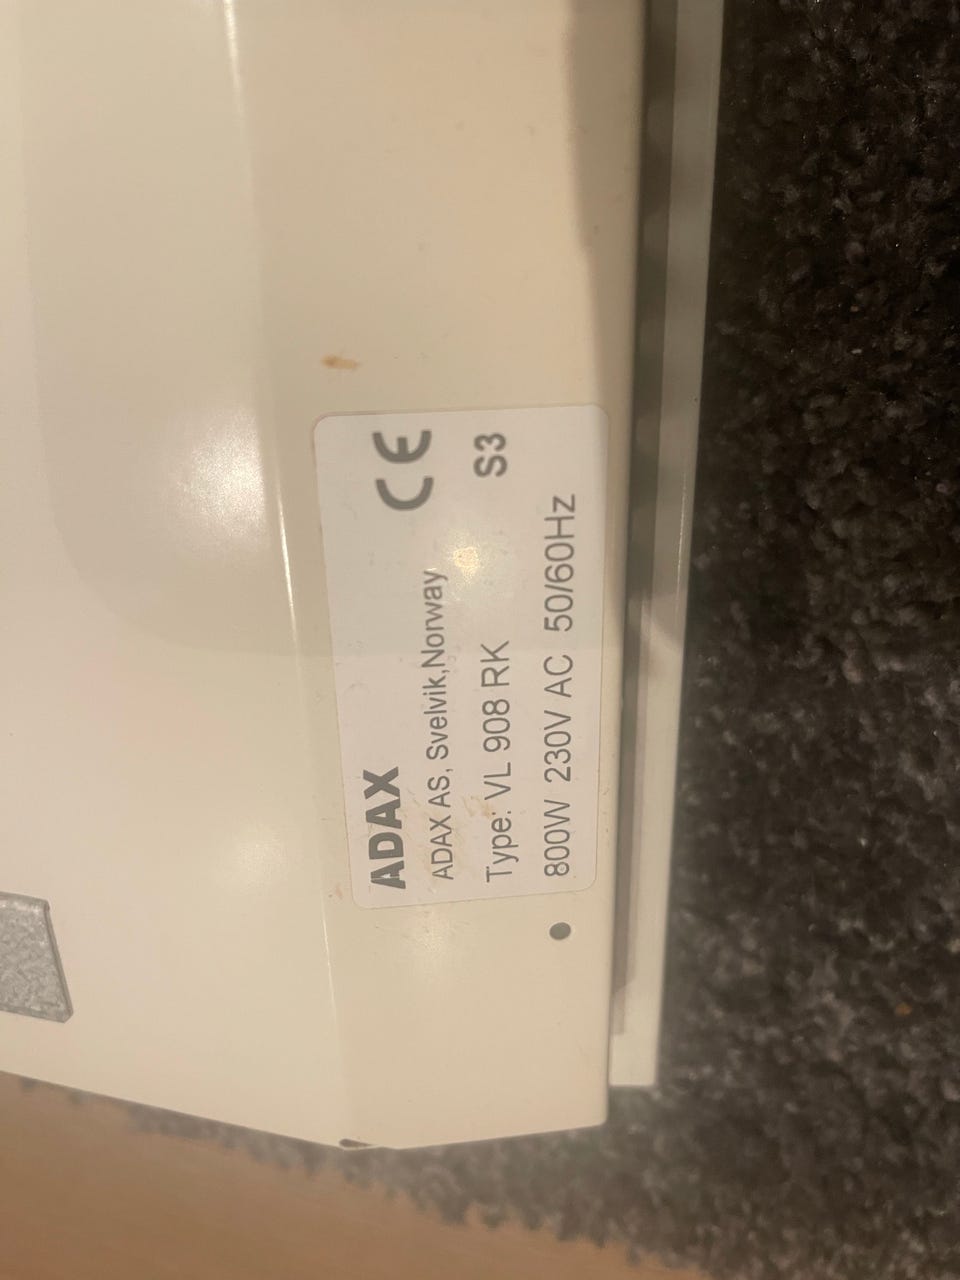 ADAX CE
ADAX AS, Svelvik,Norway
Type: VL 908 RK S3
800W 230V AC 50/60Hz